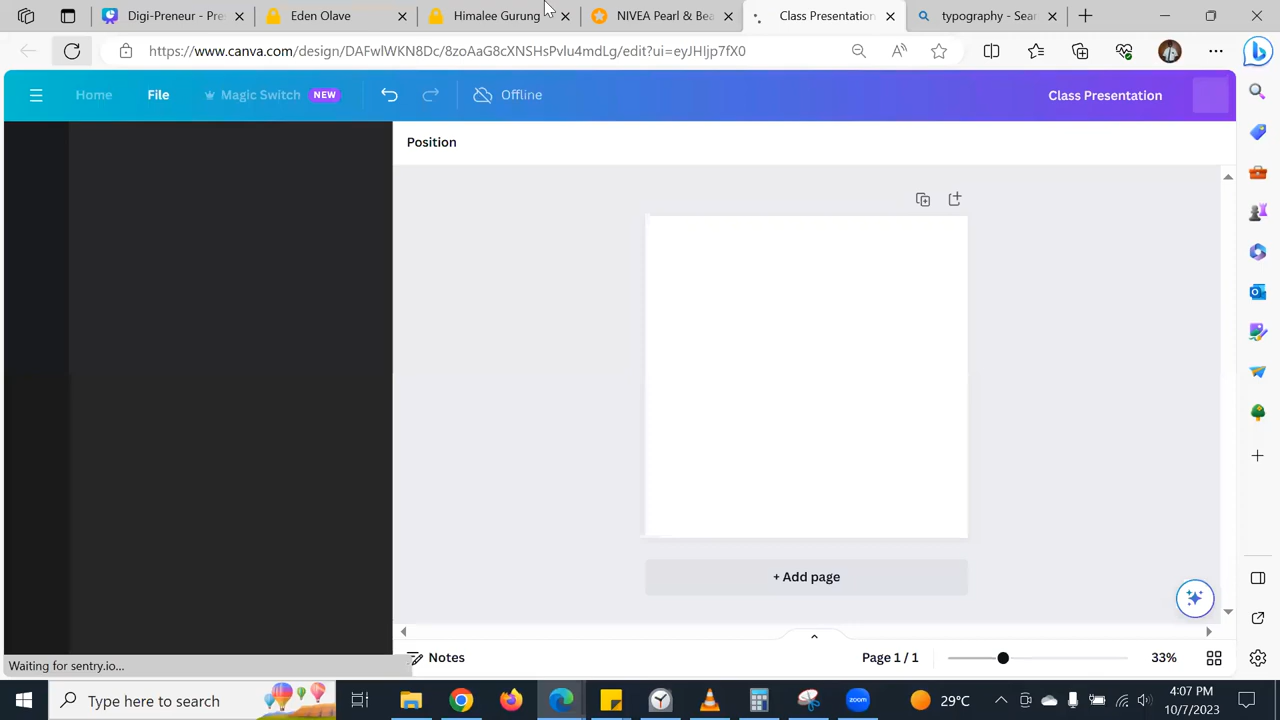 Digi-Preneur - Pre
Eden Olave
Himalee Gurung
NIVEA Pearl & Bea
Class Presentation
typography - Sear
https://www.canva.com/design/DAFwlWKN8Dc/8zoAaG8cXNSHsPvlu4mdLg/edit?ui=eyJHIjp7fX0
Home
File
Magic Switch NEW
Offline
Class Presentation
Position
+ Add page
Waiting for sentry.io...
Notes
Page 1 / 1
33%
Type here to search
zoom
29°C
4:07 PM
10/7/2023